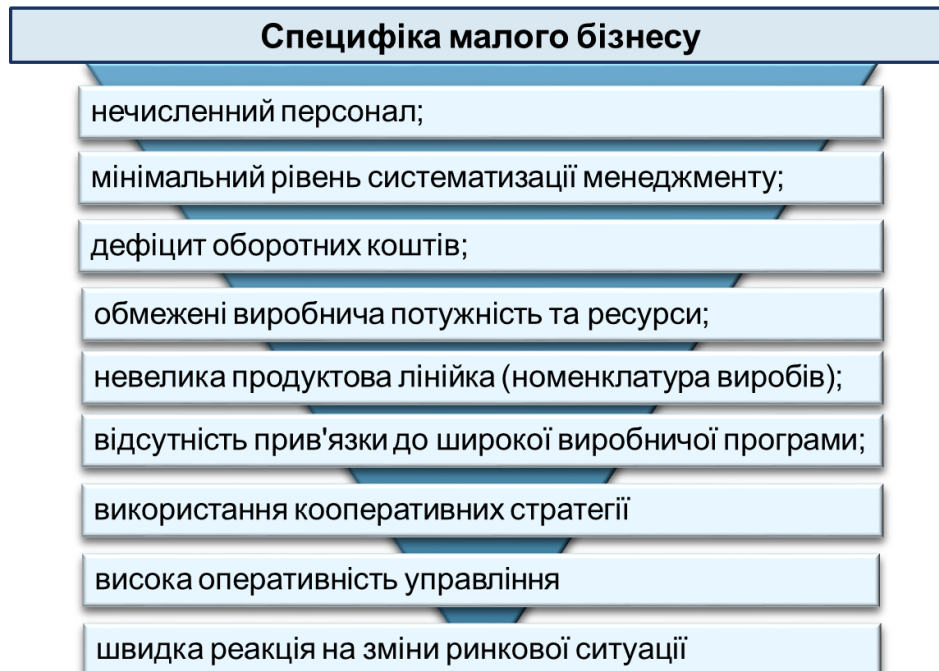 Специфіка малого бізнесу
нечисленний персонал;
мінімальний рівень систематизації менеджменту;
дефіцит оборотних коштів;
обмежені виробнича потужність та ресурси;
невелика продуктова лінійка (номенклатура виробів);
відсутність прив'язки до широкої виробничої програми;
використання кооперативних стратегії
висока оперативність управління
швидка реакція на зміни ринкової ситуації